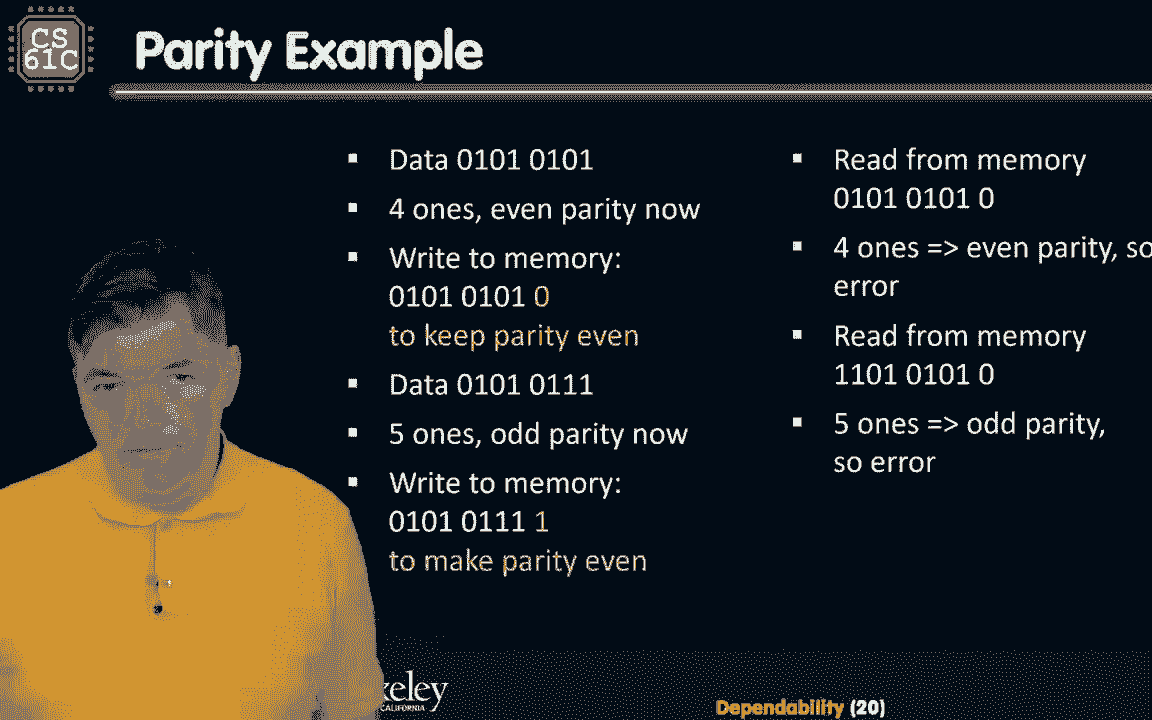 CS
61C
Parity Example
Data 0101 0101
4 ones, even parity now
Write to memory:
0101 0101 0
to keep parity even
Data 0101 0111
5 ones, odd parity now
Write to memory:
0101 0111 1
to make parity even
Read from memory
0101 0101 0
4 ones => even parity, so
error
Read from memory
1101 0101 0
5 ones => odd parity,
so error
keley
CALIFORNIA
Dependability (20)